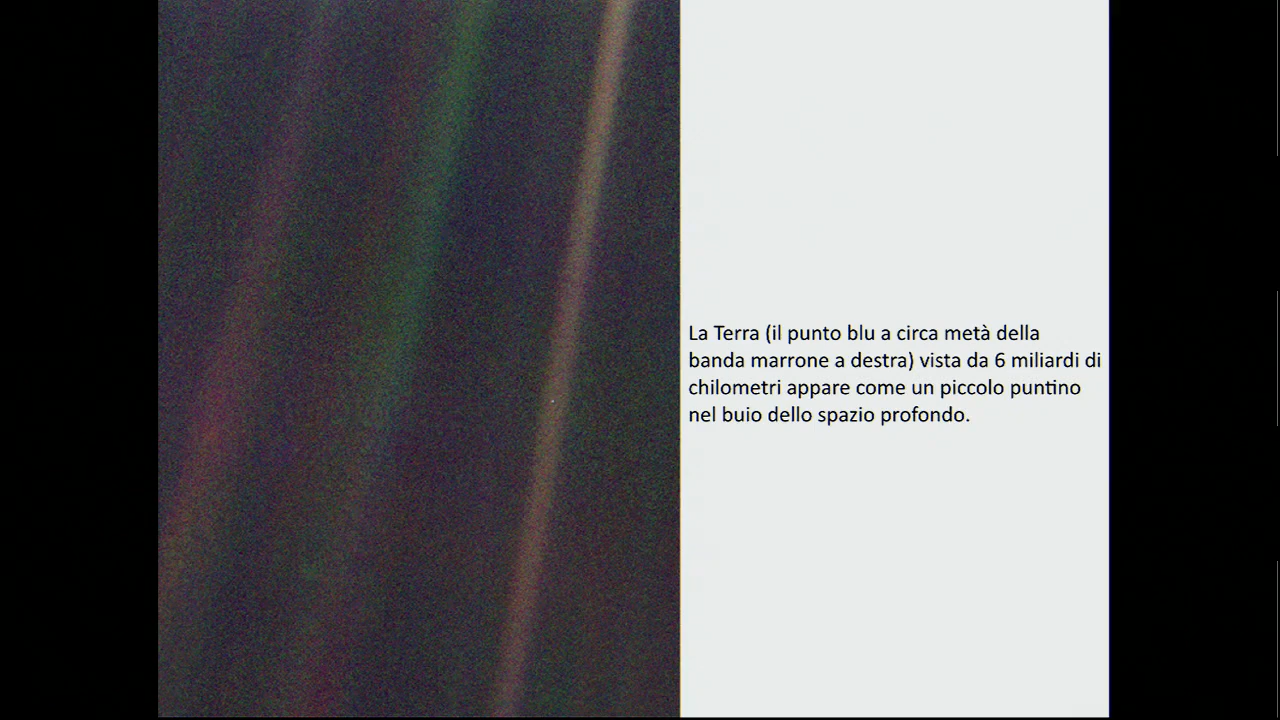 La Terra (il punto blu a circa metà della
banda marrone a destra) vista da 6 miliardi di
chilometri appare come un piccolo puntino
nel buio dello spazio profondo.